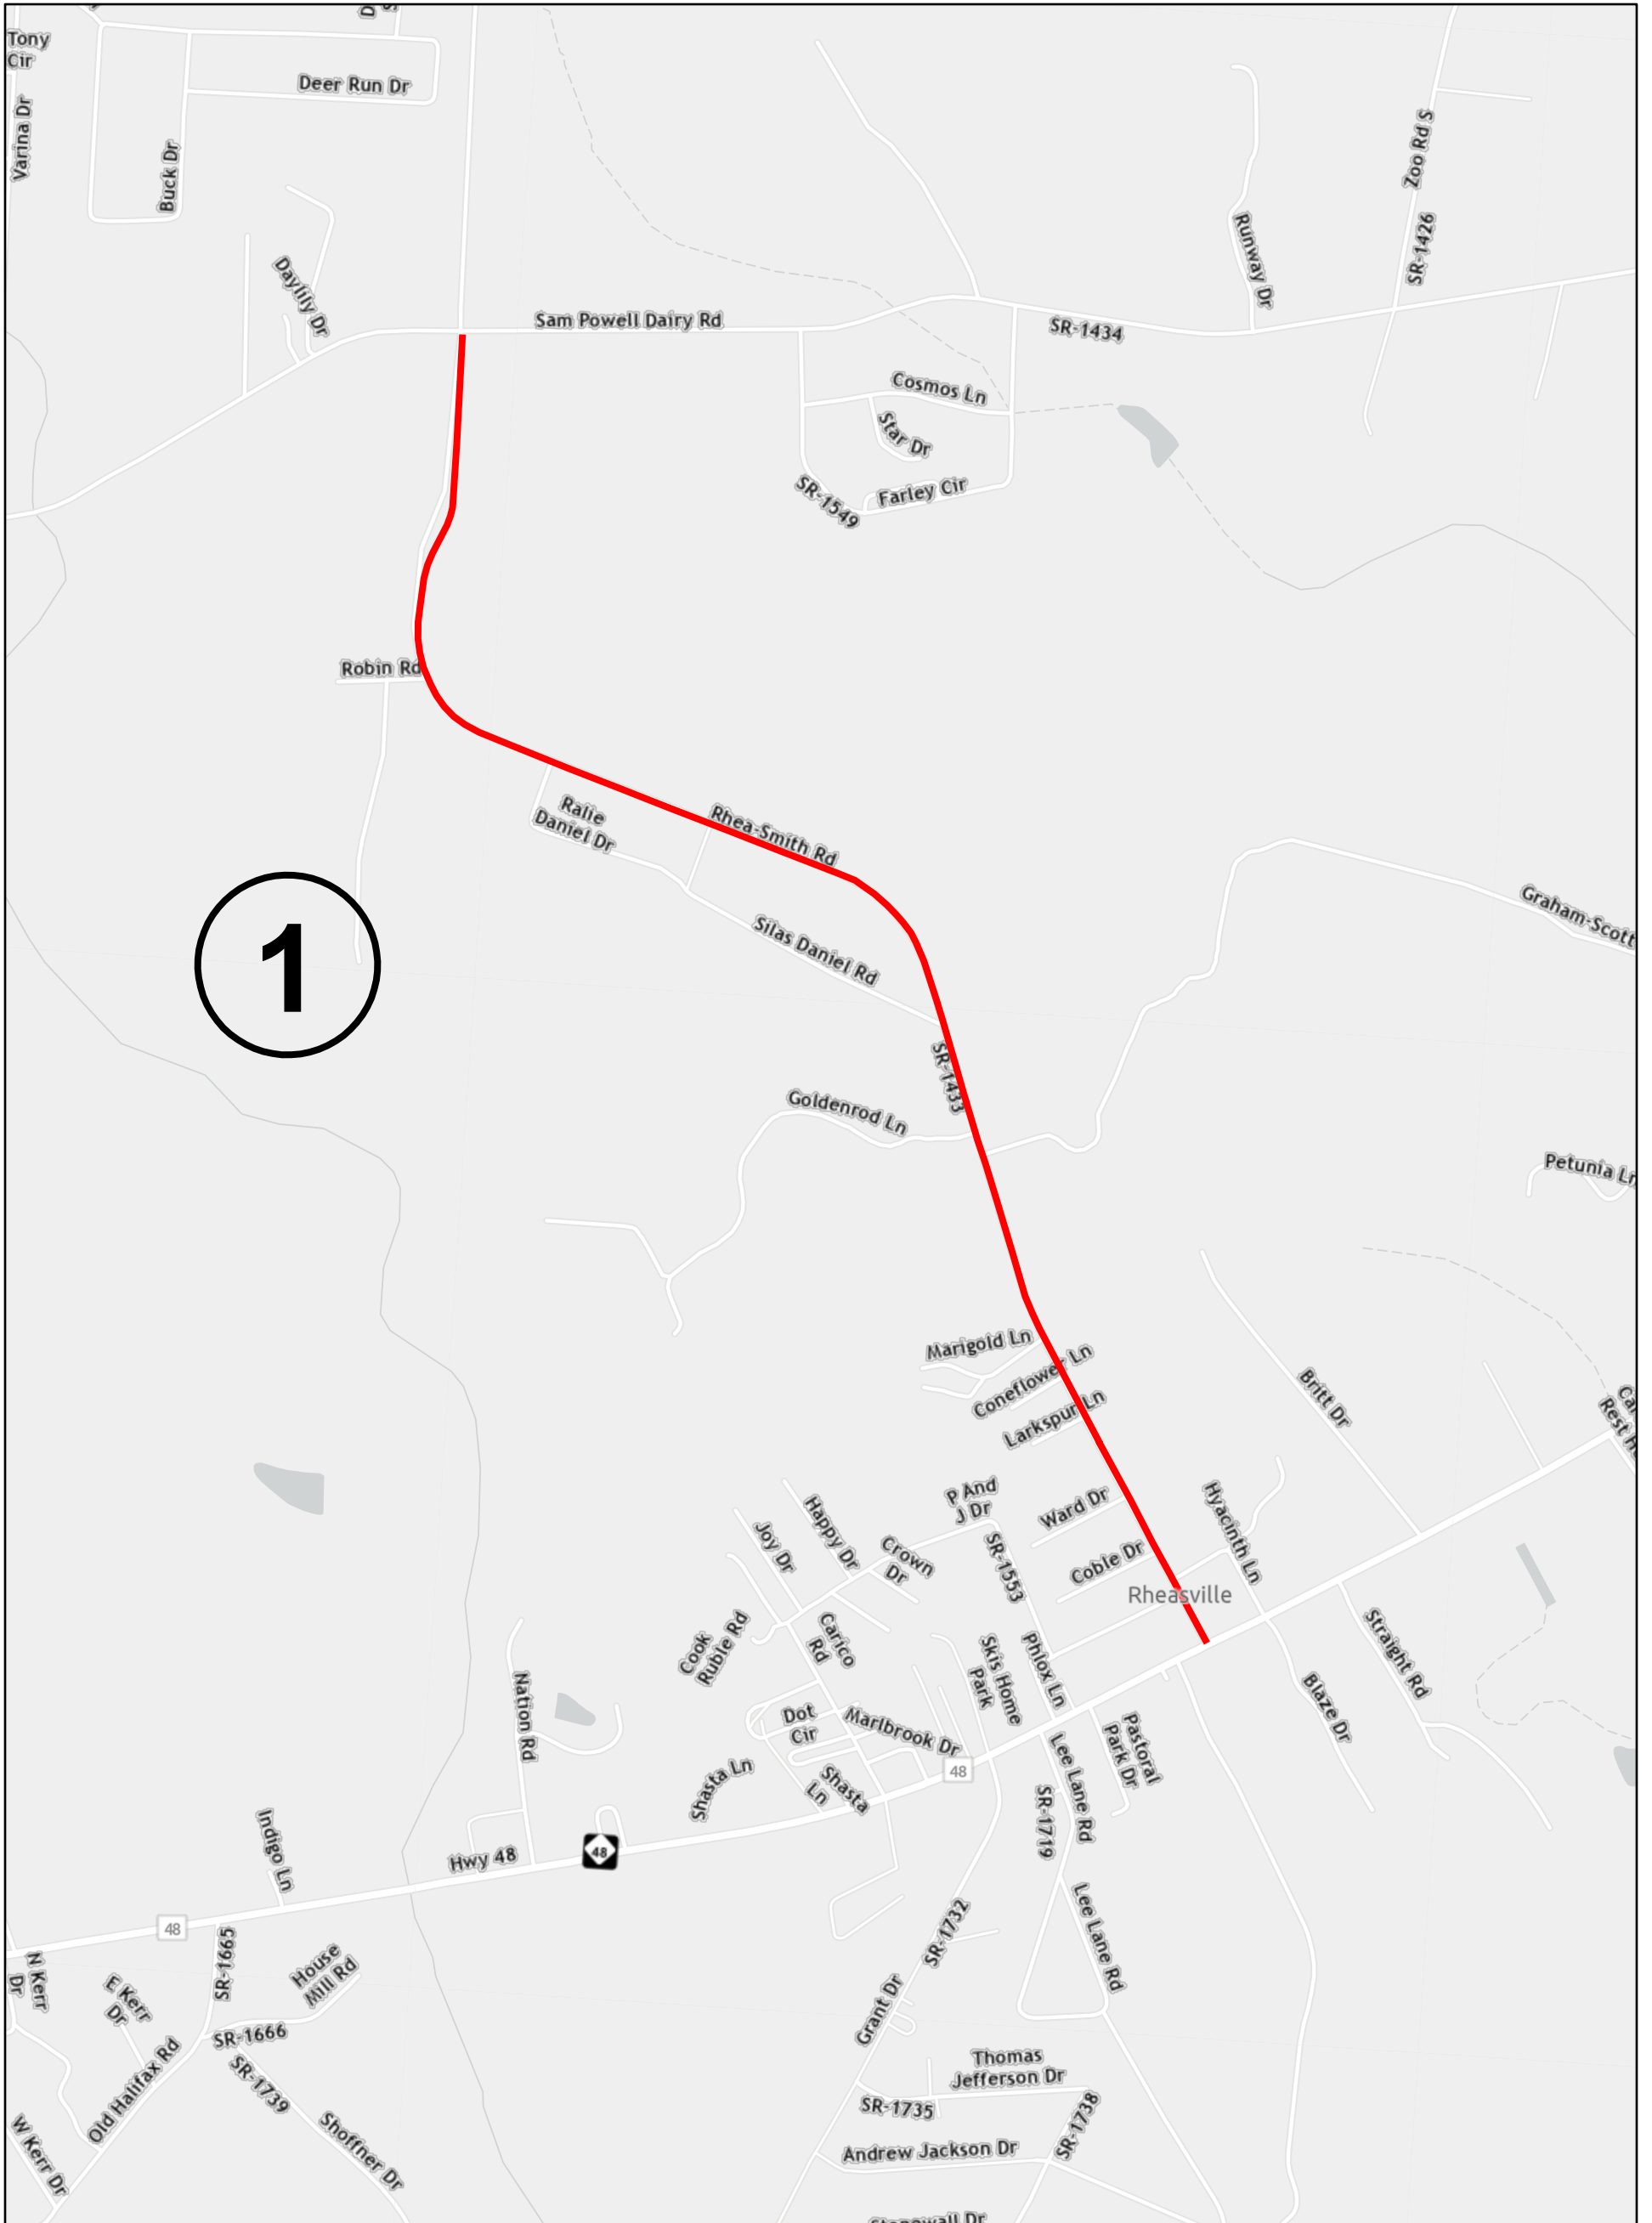 Tony
Cir
Varina Dr
Deer Run Dr
Buck Dr
Daylily Dr
Sam Powell Dairy Rd
SR-1434
Runway Dr
Zoo Rd S
SR-1426
Cosmos Ln
Star Dr
Farley Cir
SR-1549
Robin Rd
Ralie
Daniel Dr
Rhea-Smith Rd
Silas Daniel Rd
Graham-Scott
1
SR-1433
Goldenrod Ln
Petunia Ln
Marigold Ln
Coneflower Ln
Larkspur Ln
Britt Dr
P And
J Dr
Ward Dr
Hyacinth Ln
Happy Dr
Joy Dr
Crown
Dr
SR-1553
Coble Dr
Rheasville
Cook
Ruble Rd
Carico
Rd
Skis Home
Park
Phlox Ln
Straight Rd
Blaze Dr
Nation Rd
Dot
Cir
Marlbrook Dr
Pastoral
Park Dr
Lee Lane Rd
Shasta Ln
Shasta
Ln
48
SR-1719
Indigo Ln
Hwy 48
48
48
SR-1665
House
Mill Rd
N Kerr
Dr
E Kerr
Dr
SR-1732
Lee Lane Rd
Grant Dr
SR-1666
Old Halifax Rd
SR-1739
Thomas
Jefferson Dr
SR-1735
SR-1738
W Kerr Dr
Shoffner Dr
Andrew Jackson Dr
Stonewall Dr